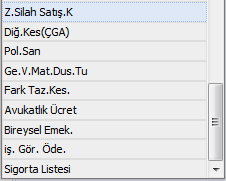 Z.Silah Satış.K
Diğ.Kes(ÇGA)
Pol.San
Ge.V.Mat.Dus.Tu
Fark Taz.Kes.
Avukatlık Ücret
Bireysel Emek.
iş. Gör. Öde.
Sigorta Listesi